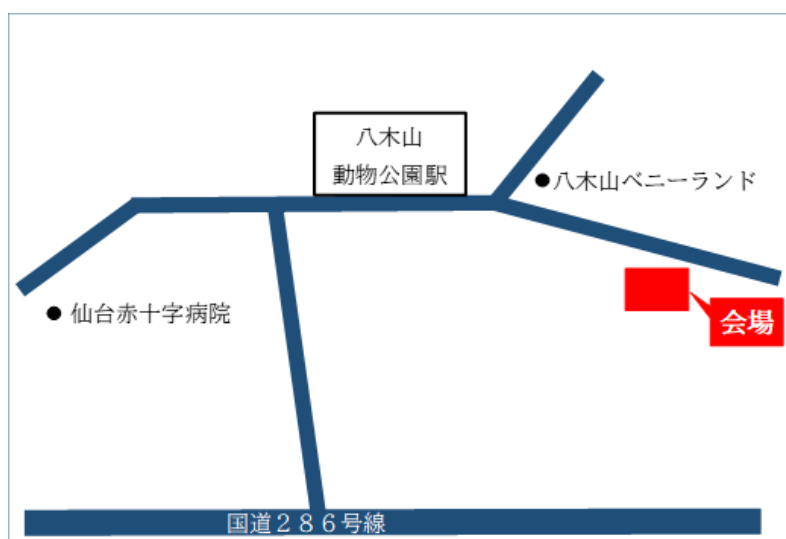 八木山
動物公園駅
●八木山ベニーランド
● 仙台赤十字病院
会場
国道２８６号線